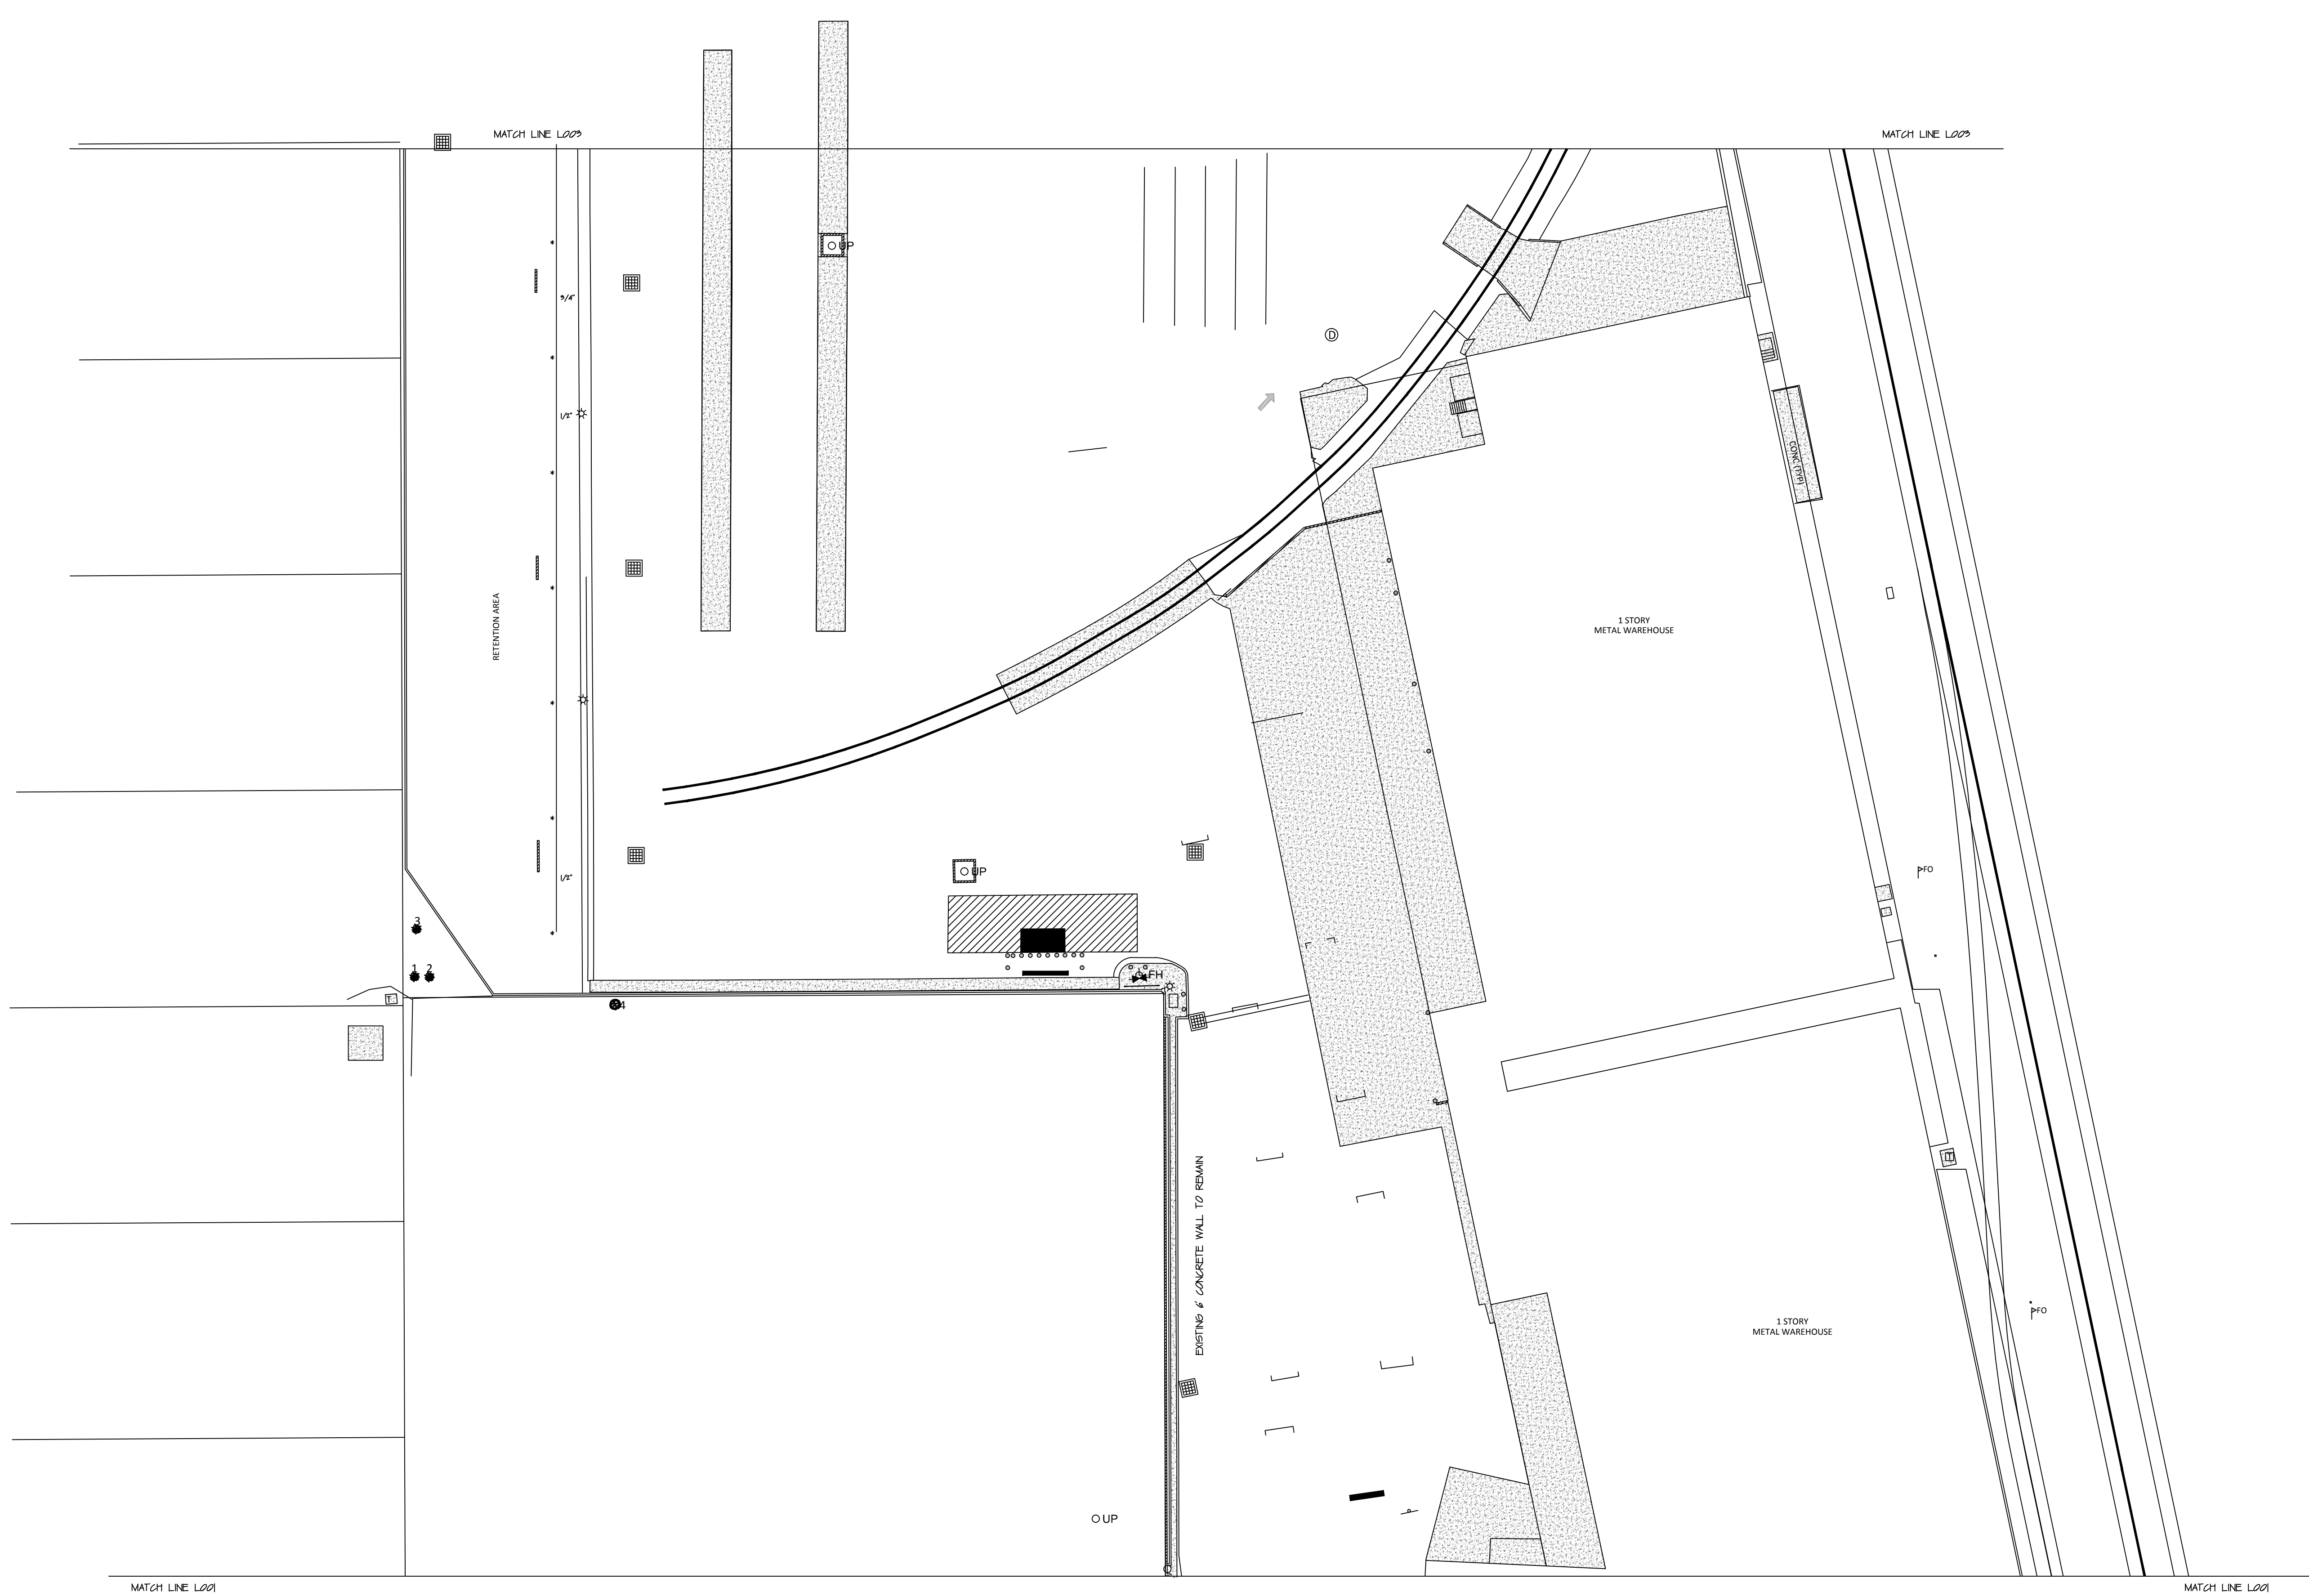 MATCH LINE L003
MATCH LINE L003
UP
3/4"
D
1/2"
CONC (TYP)
RETENTION AREA
1 STORY
METAL WAREHOUSE
UP
FO
1/2"
3
1
2
FH
T
4
EXISTING 6' CONCRETE WALL TO REMAIN
T
FO
1 STORY
METAL WAREHOUSE
UP
MATCH LINE L001
MATCH LINE L001